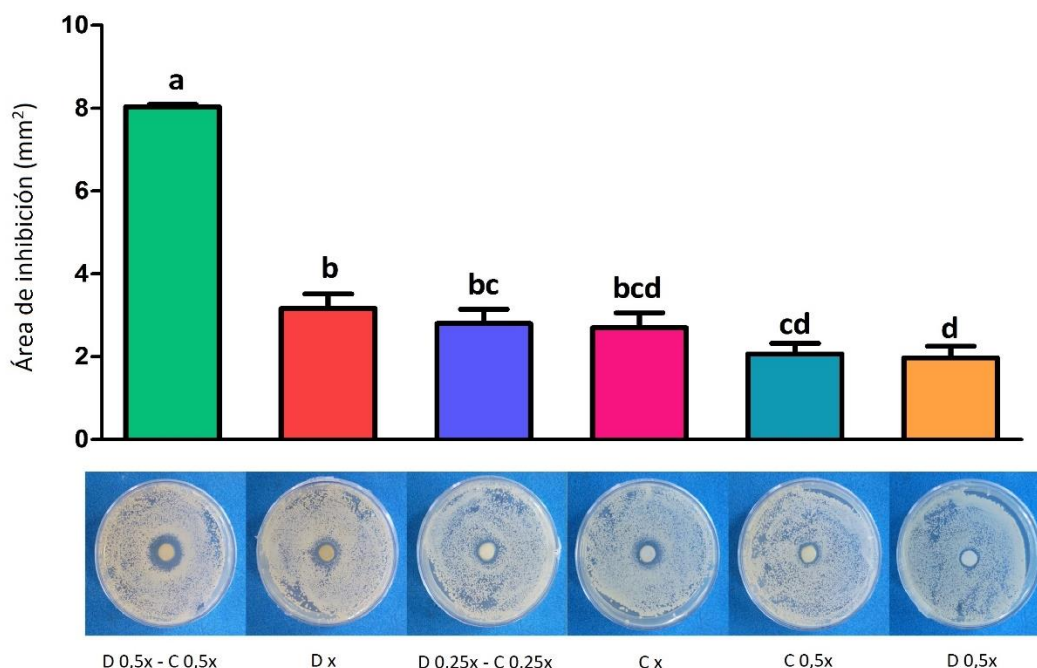 Área de inhibición (mm²)
10
8
6
4
2
0
a
b
bc
bcd
cd
d
D 0,5x - C 0,5x
D x
D 0,25x - C 0,25x
C x
C 0,5x
D 0,5x